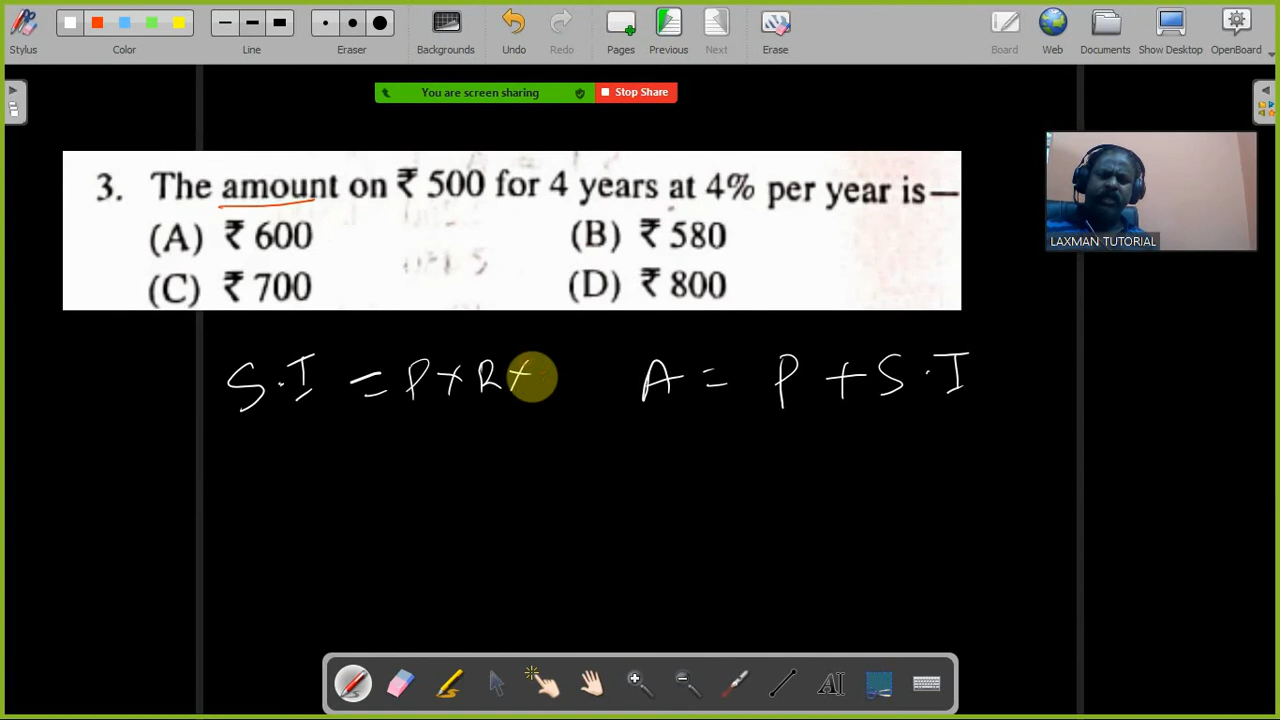 Stylus
Color
Line
Eraser
Backgrounds
Undo
Redo
Pages
Previous
Next
Erase
Board
Web
Documents
Show Desktop
OpenBoard
You are screen sharing
Stop Share
3. The amount on ₹ 500 for 4 years at 4% per year is—
(A) ₹ 600
(B) ₹ 580
(C) ₹ 700
(D) ₹ 800
LAXMAN TUTORIAL
S.I = P × R ×
A = P + S.I
AI